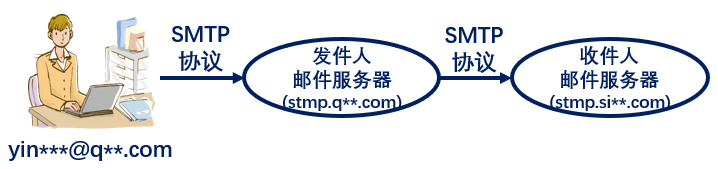 SMTP
协议
发件人
邮件服务器
(stmp.q**.com)
SMTP
协议
收件人
邮件服务器
(stmp.si**.com)
yin***@q**.com